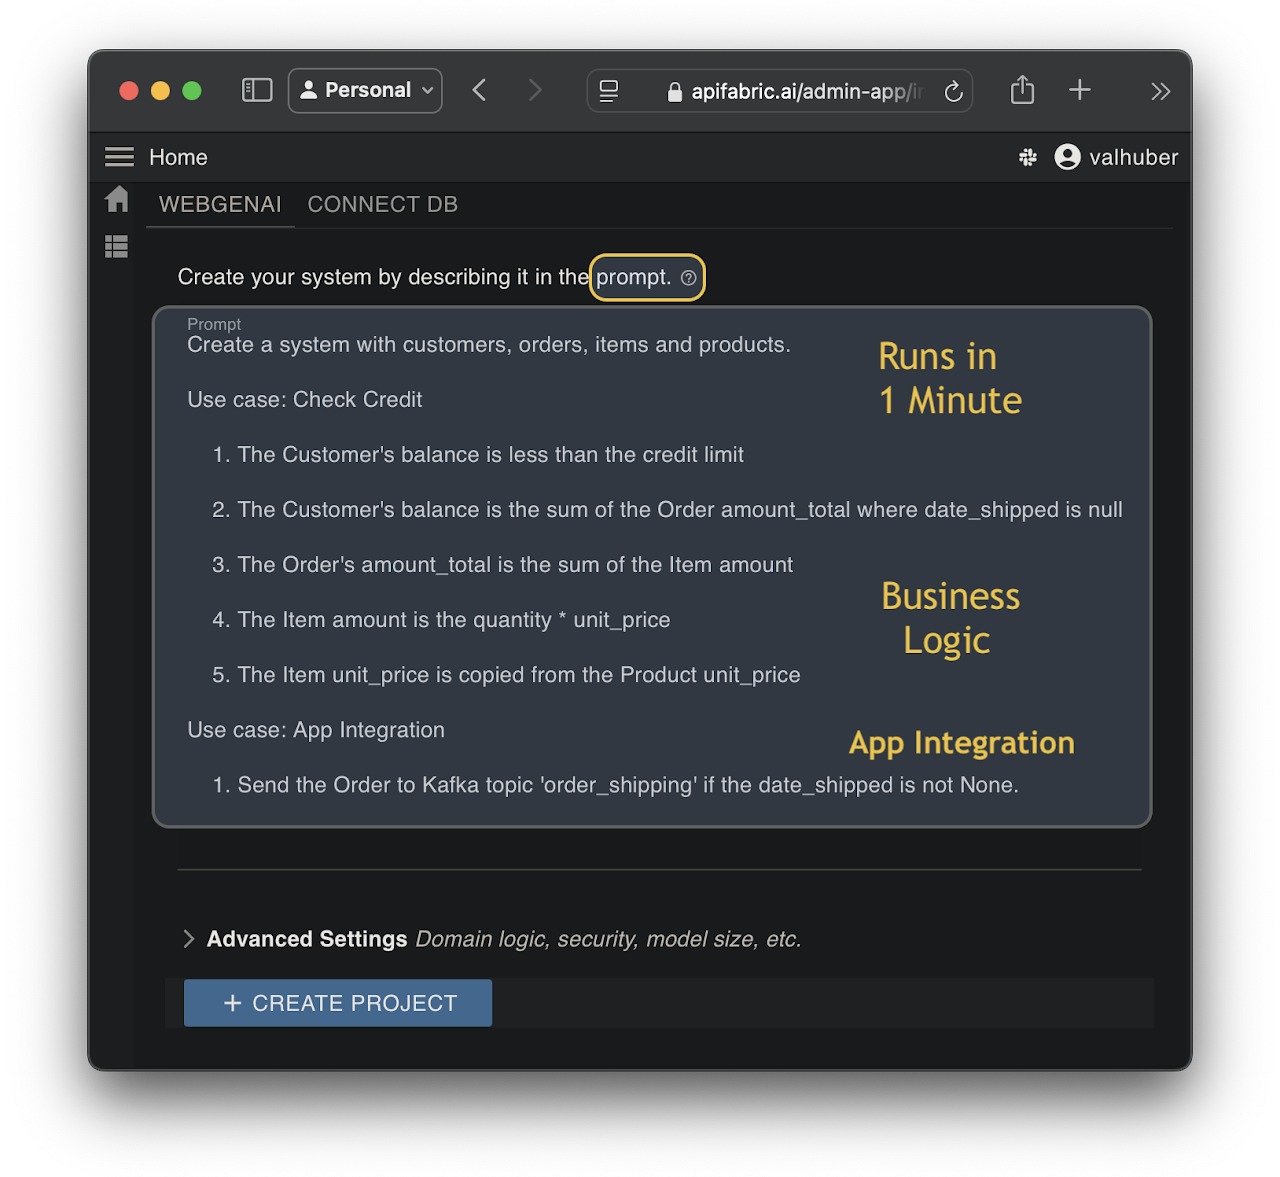 Personal
apifabric.ai/admin-app/
Home
valhuber
WEBGENAI CONNECT DB
Create your system by describing it in the prompt. ?
Prompt
Create a system with customers, orders, items and products.
Runs in
1 Minute
Use case: Check Credit
1. The Customer's balance is less than the credit limit
2. The Customer's balance is the sum of the Order amount_total where date_shipped is null
3. The Order's amount_total is the sum of the Item amount
Business
Logic
4. The Item amount is the quantity * unit_price
5. The Item unit_price is copied from the Product unit_price
Use case: App Integration
App Integration
1. Send the Order to Kafka topic 'order_shipping' if the date_shipped is not None.
Advanced Settings Domain logic, security, model size, etc.
+ CREATE PROJECT